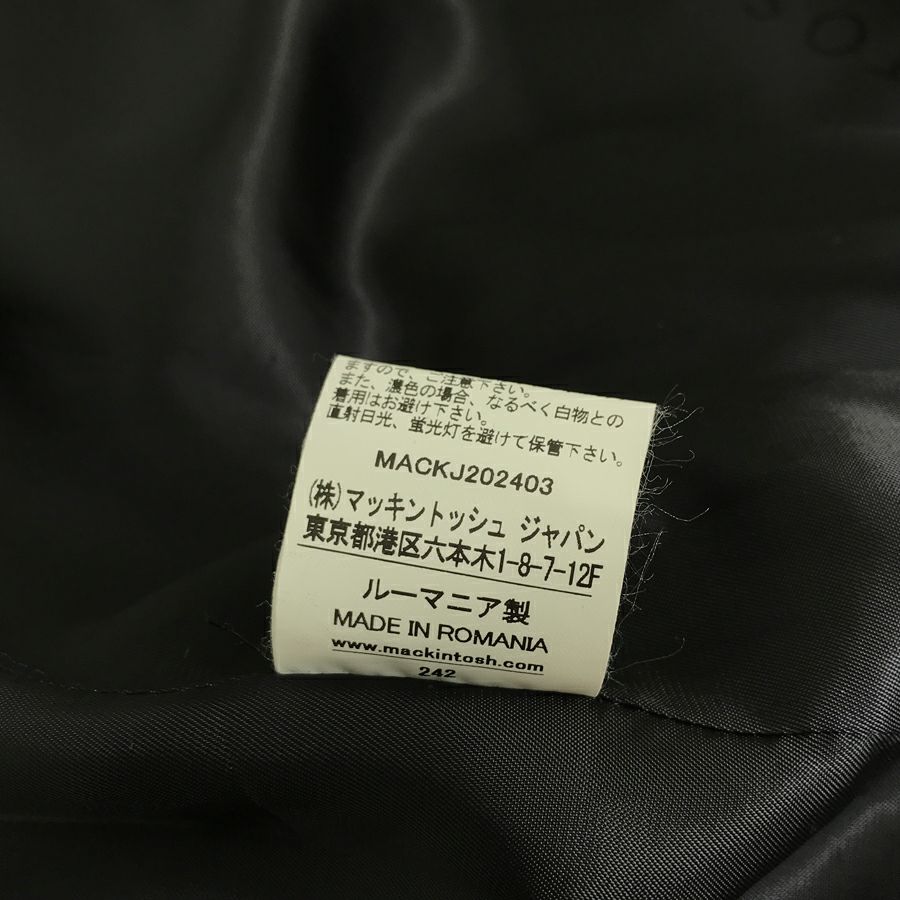 ますので、ご注意下さい。
また、濃色の場合、なるべく白物との
着用はお避け下さい。
直射日光、蛍光灯を避けて保管下さい。
MACKJ202403
(株)マッキントッシュ ジャパン
東京都港区六本木1-8-7-12F
ルーマニア製
MADE IN ROMANIA
www.mackintosh.com
242